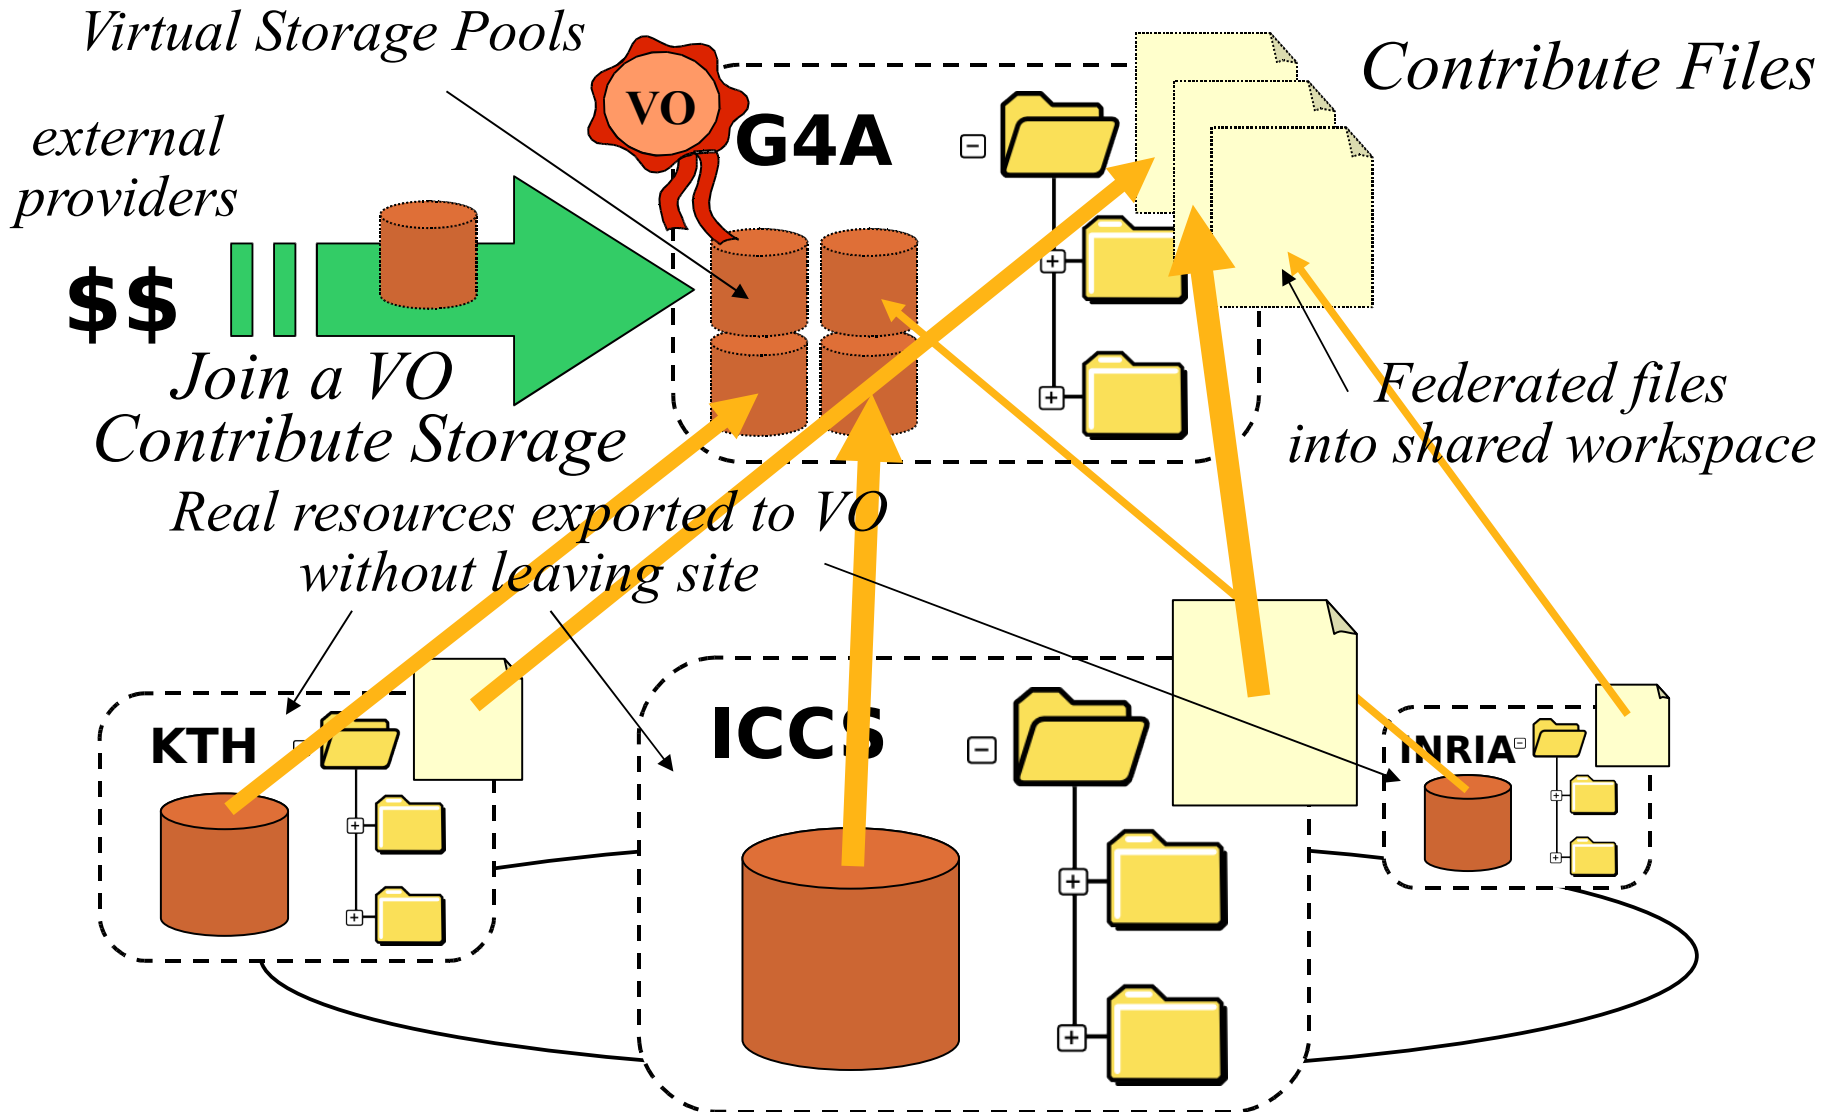 Virtual Storage Pools
Contribute Files
VO
G4A
external
providers
$$
Join a VO
Contribute Storage
Federated files
into shared workspace
Real resources exported to VO
without leaving site
KTH
ICCS
INRIA